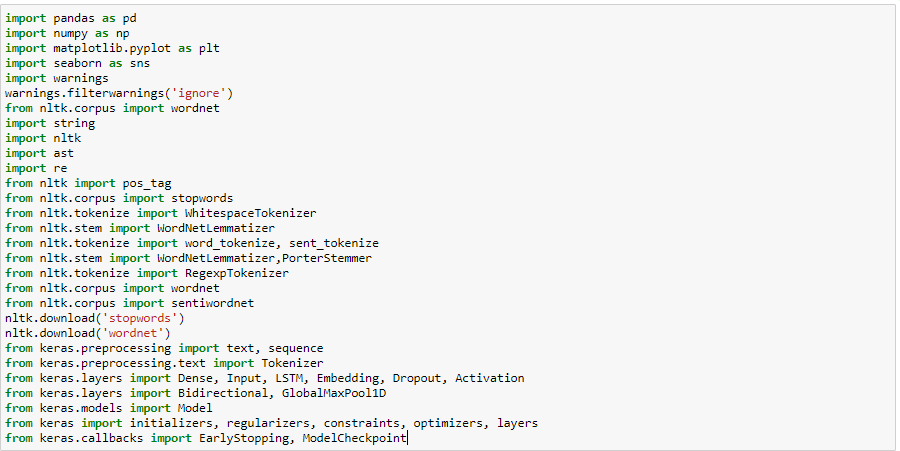 import pandas as pd
import numpy as np
import matplotlib.pyplot as plt
import seaborn as sns
import warnings
warnings.filterwarnings('ignore')
from nltk.corpus import wordnet
import string
import nltk
import ast
import re
from nltk import pos_tag
from nltk.corpus import stopwords
from nltk.tokenize import WhitespaceTokenizer
from nltk.stem import WordNetLemmatizer
from nltk.tokenize import word_tokenize, sent_tokenize
from nltk.stem import WordNetLemmatizer,PorterStemmer
from nltk.tokenize import RegexpTokenizer
from nltk.corpus import wordnet
from nltk.corpus import sentiwordnet
nltk.download('stopwords')
nltk.download('wordnet')
from keras.preprocessing import text, sequence
from keras.preprocessing.text import Tokenizer
from keras.layers import Dense, Input, LSTM, Embedding, Dropout, Activation
from keras.layers import Bidirectional, GlobalMaxPool1D
from keras.models import Model
from keras import initializers, regularizers, constraints, optimizers, layers
from keras.callbacks import EarlyStopping, ModelCheckpoint